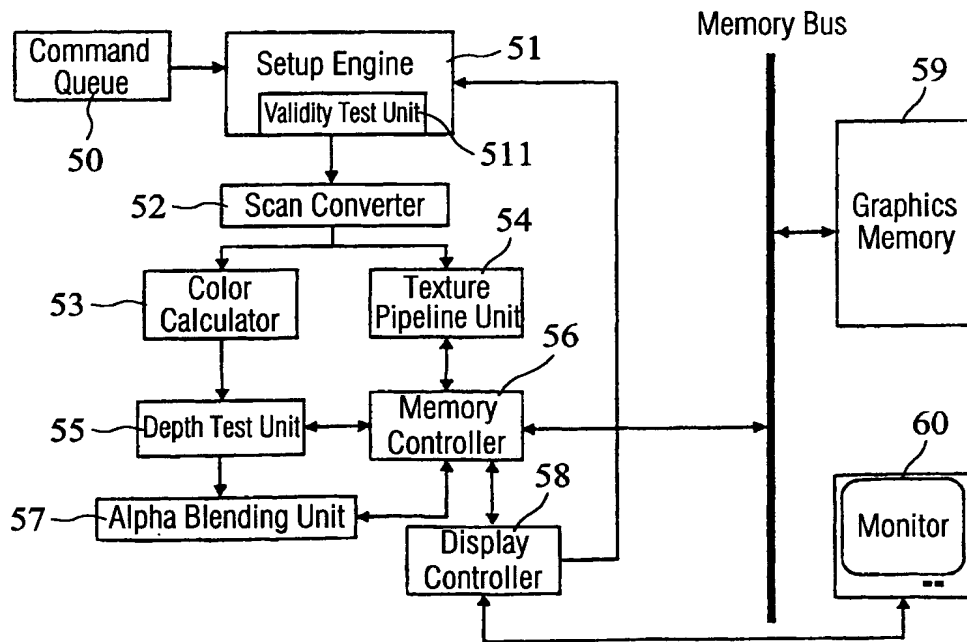 Command
Queue
50
Setup Engine
51
Validity Test Unit
511
Memory Bus
59
Graphics
Memory
52
Scan Converter
54
53
Color
Calculator
Texture
Pipeline Unit
56
55
Depth Test Unit
Memory
Controller
60
Monitor
57
Alpha Blending Unit
58
Display
Controller